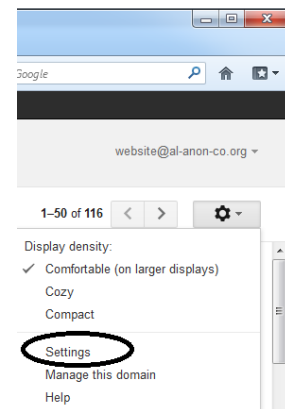 Google
website@al-anon-co.org
1–50 of 116
Display density:
Comfortable (on larger displays)
Cozy
Compact
Settings
Manage this domain
Help